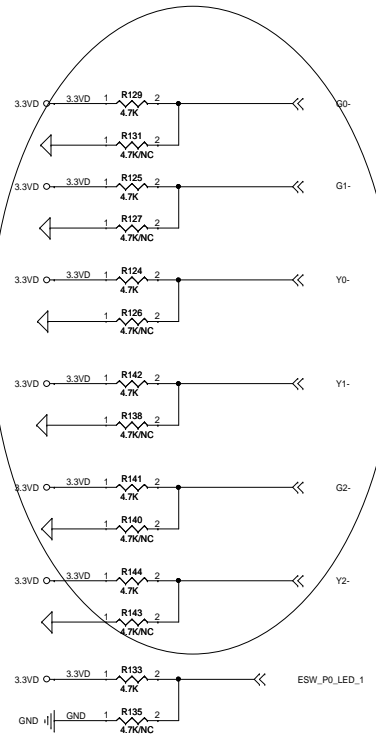 R129
3.3VD 3.3VD 1 2 G0-
4.7K
R131
1 2
4.7K/NC
R125
3.3VD 3.3VD 1 2 G1-
4.7K
R127
1 2
4.7K/NC
R124
3.3VD 3.3VD 1 2 Y0-
4.7K
R126
1 2
4.7K/NC
R142
3.3VD 3.3VD 1 2 Y1-
4.7K
R138
1 2
4.7K/NC
R141
3.3VD 3.3VD 1 2 G2-
4.7K
R140
1 2
4.7K/NC
R144
3.3VD 3.3VD 1 2 Y2-
4.7K
R143
1 2
4.7K/NC
R133
3.3VD 3.3VD 1 2 ESW_P0_LED_1
4.7K
R135
GND GND 1 2
4.7K/NC